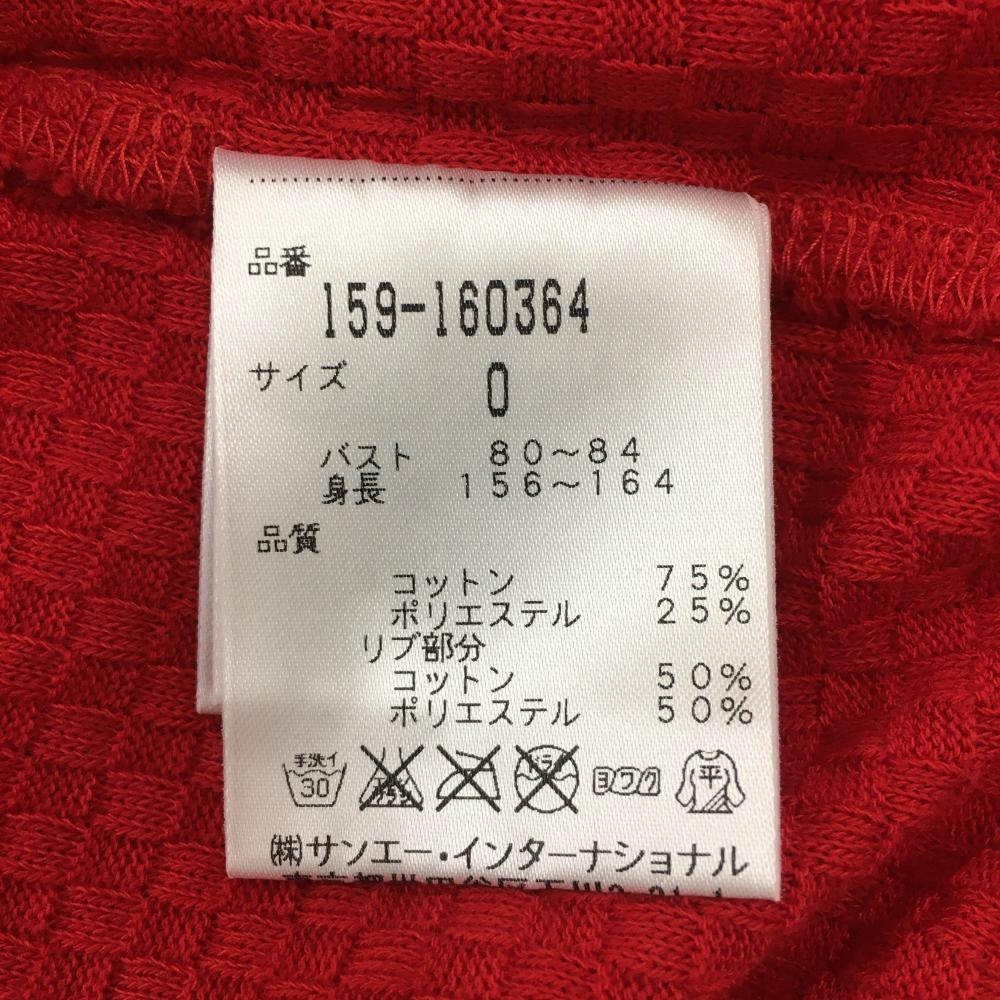 品番
159-160364
サイズ 0
バスト 80～84
身長 156～164
品質
コットン 75%
ポリエステル 25%
リブ部分
コットン 50%
ポリエステル 50%
手洗イ 30 ヨワク 平
㈱サンエー・インターナショナル